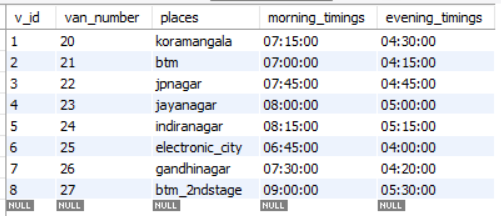 v_id van_number places morning_timings evening_timings
1 20 koramangala 07:15:00 04:30:00
2 21 btm 07:00:00 04:15:00
3 22 jpnagar 07:45:00 04:45:00
4 23 jayanagar 08:00:00 05:00:00
5 24 indiranagar 08:15:00 05:15:00
6 25 electronic_city 06:45:00 04:00:00
7 26 gandhinagar 07:30:00 04:20:00
8 27 btm_2ndstage 09:00:00 05:30:00
NULL NULL NULL NULL NULL